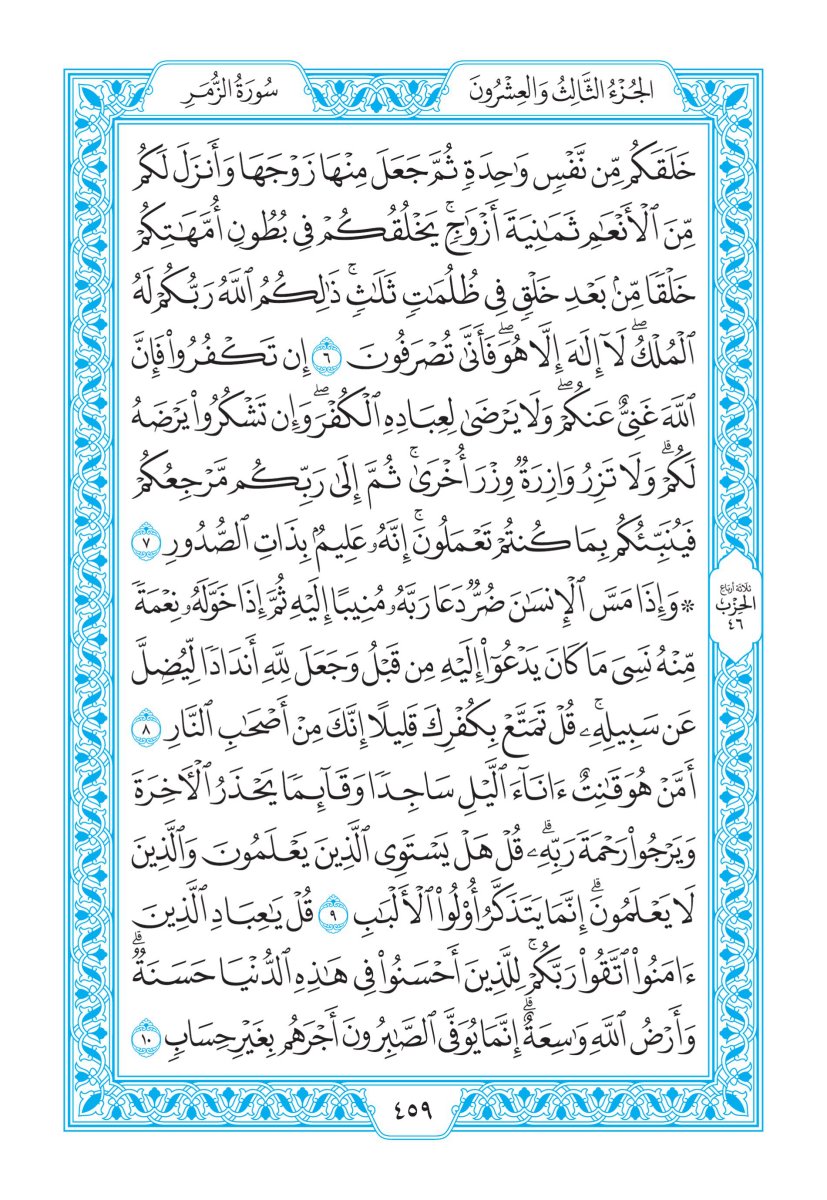 سُورَةُ الزُّمَرِ
الجُزْءُ الثَّالِثُ وَالعِشْرُونَ
خَلَقَكُم مِّن نَّفْسٖ وَٰحِدَةٖ ثُمَّ جَعَلَ مِنْهَا زَوْجَهَا وَأَنزَلَ لَكُم
مِّنَ ٱلْأَنْعَٰمِ ثَمَٰنِيَةَ أَزْوَٰجٖۚ يَخْلُقُكُمْ فِي بُطُونِ أُمَّهَٰتِكُمْ
خَلْقٗا مِّنۢ بَعْدِ خَلْقٖ فِي ظُلُمَٰتٖ ثَلَٰثٖۚ ذَٰلِكُمُ ٱللَّهُ رَبُّكُمْ لَهُ
ٱلْمُلْكُۖ لَآ إِلَٰهَ إِلَّا هُوَۖ فَأَنَّىٰ تُصْرَفُونَ ٦ إِن تَكْفُرُوا۟ فَإِنَّ
ٱللَّهَ غَنِيٌّ عَنكُمْۖ وَلَا يَرْضَىٰ لِعِبَادِهِ ٱلْكُفْرَۖ وَإِن تَشْكُرُوا۟ يَرْضَهُ
لَكُمْۗ وَلَا تَزِرُ وَازِرَةٞ وِزْرَ أُخْرَىٰۚ ثُمَّ إِلَىٰ رَبِّكُم مَّرْجِعُكُمْ
فَيُنَبِّئُكُم بِمَا كُنتُمْ تَعْمَلُونَۚ إِنَّهُۥ عَلِيمُۢ بِذَاتِ ٱلصُّدُورِ ٧
۞ وَإِذَا مَسَّ ٱلْإِنسَٰنَ ضُرّٞ دَعَا رَبَّهُۥ مُنِيبًا إِلَيْهِ ثُمَّ إِذَا خَوَّلَهُۥ نِعْمَةٗ
مِّنْهُ نَسِيَ مَا كَانَ يَدْعُوٓا۟ إِلَيْهِ مِن قَبْلُ وَجَعَلَ لِلَّهِ أَندَادٗا لِّيُضِلَّ
عَن سَبِيلِهِۦۚ قُلْ تَمَتَّعْ بِكُفْرِكَ قَلِيلًا إِنَّكَ مِنْ أَصْحَٰبِ ٱلنَّارِ ٨
أَمَّنْ هُوَ قَٰنِتٌ ءَانَآءَ ٱلَّيْلِ سَاجِدٗا وَقَآئِمٗا يَحْذَرُ ٱلْأٓخِرَةَ
وَيَرْجُوا۟ رَحْمَةَ رَبِّهِۦۗ قُلْ هَلْ يَسْتَوِي ٱلَّذِينَ يَعْلَمُونَ وَٱلَّذِينَ
لَا يَعْلَمُونَۗ إِنَّمَا يَتَذَكَّرُ أُو۟لُوا۟ ٱلْأَلْبَٰبِ ٩ قُلْ يَٰعِبَادِ ٱلَّذِينَ
ءَامَنُوا۟ ٱتَّقُوا۟ رَبَّكُمْۚ لِلَّذِينَ أَحْسَنُوا۟ فِي هَٰذِهِ ٱلدُّنْيَا حَسَنَةٞۗ
وَأَرْضُ ٱللَّهِ وَٰسِعَةٌۗ إِنَّمَا يُوَفَّى ٱلصَّٰبِرُونَ أَجْرَهُم بِغَيْرِ حِسَابٖ ١٠
ثلاثة أرباع
الحزب
٤٦
٤٥٩